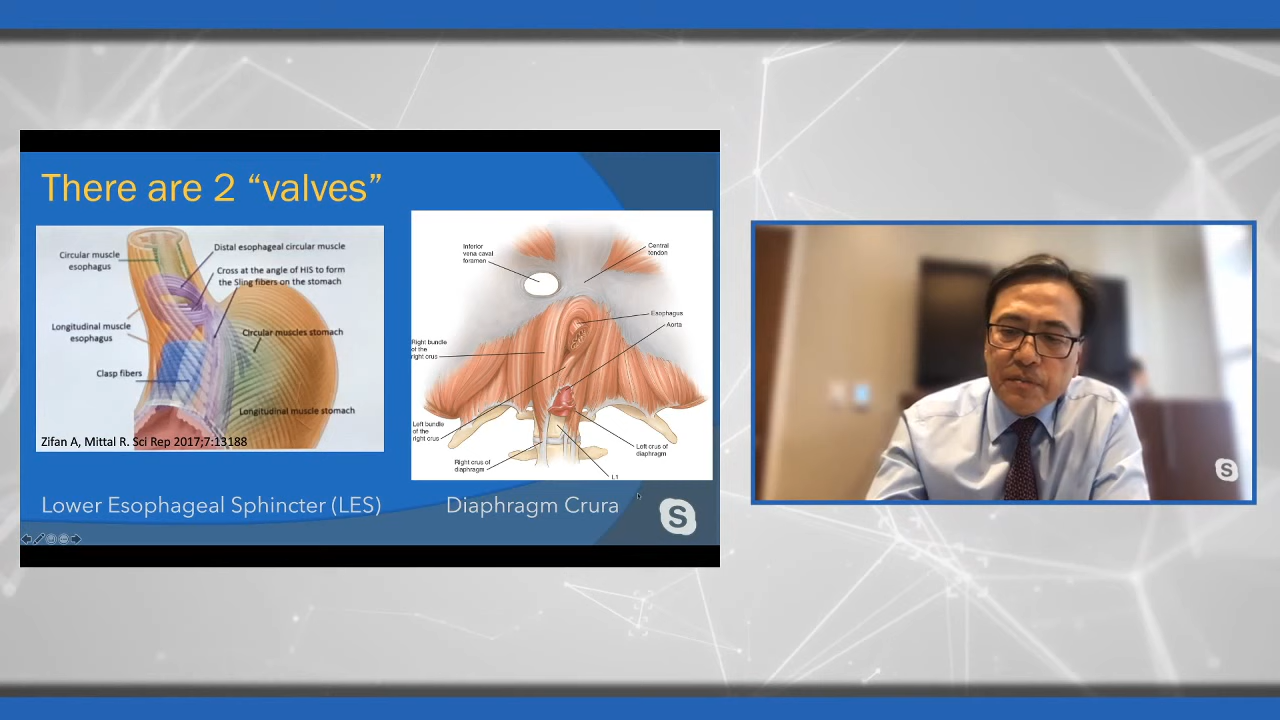 There are 2 “valves”
Circular muscle
esophagus
Distal esophageal circular muscle
Cross at the angle of HIS to form
the Sling fibers on the stomach
Longitudinal muscle
esophagus
Circular muscles stomach
Clasp fibers
Longitudinal muscle stomach
Zifan A, Mittal R. Sci Rep 2017;7:13188
Lower Esophageal Sphincter (LES)
Inferior
vena caval
foramen
Central
tendon
Esophagus
Aorta
Right bundle
of the
right crus
Left bundle
of the
right crus
Right crus of
diaphragm
Left crus of
diaphragm
L1
Diaphragm Crura
S
S